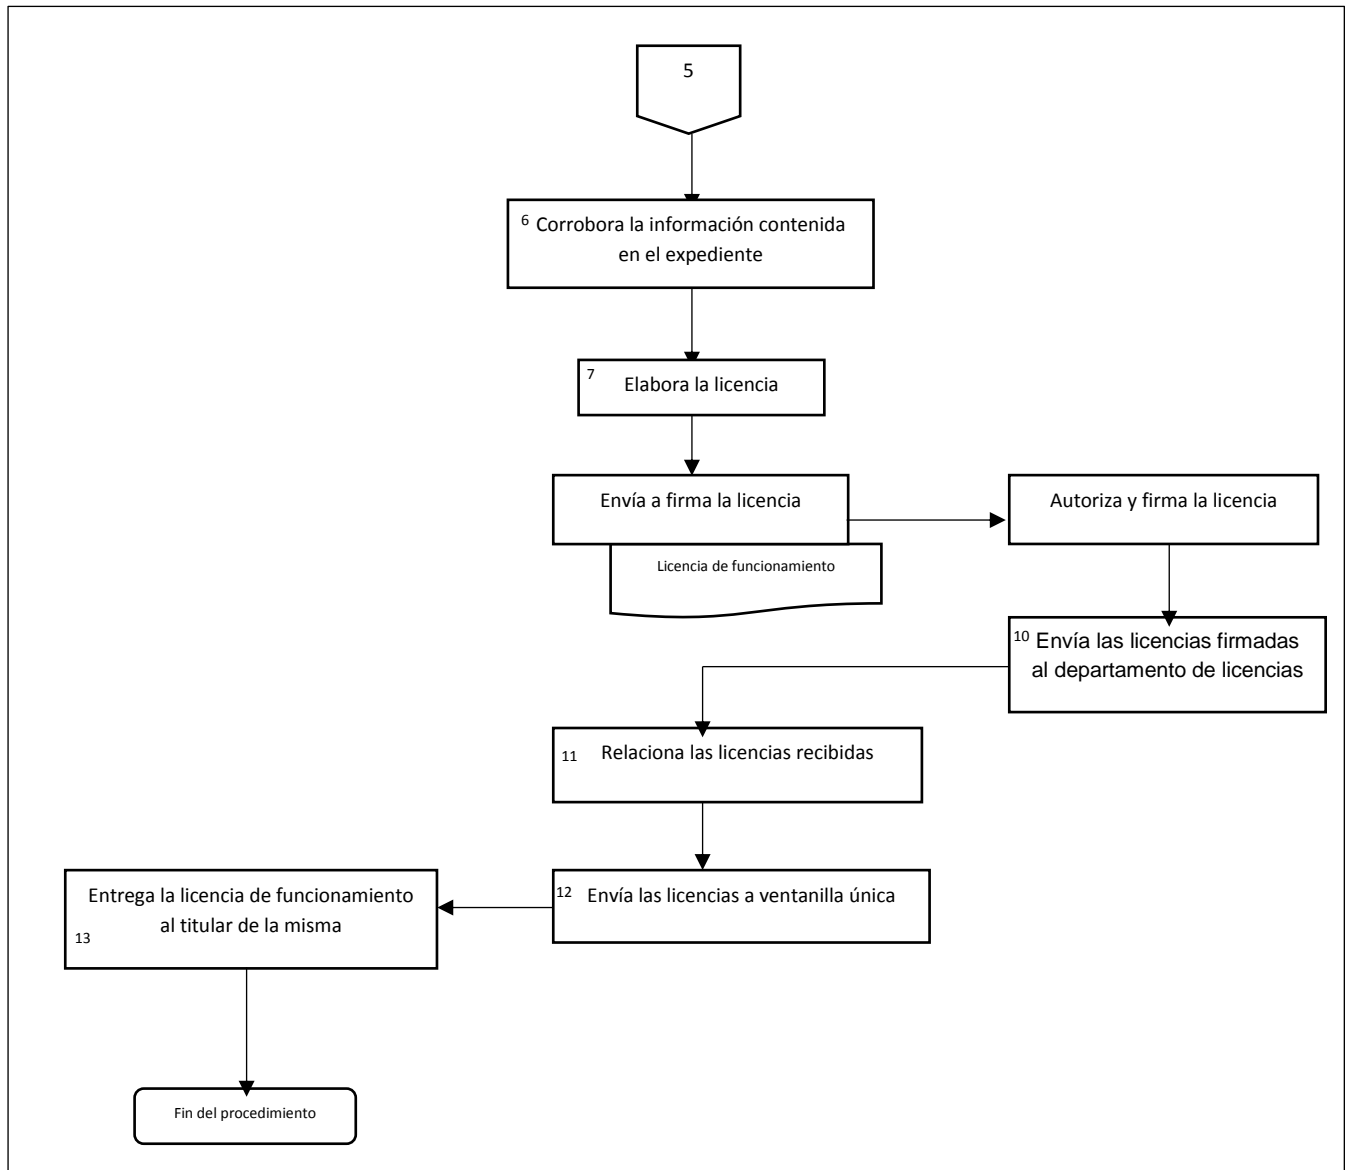 5
6 Corrobora la información contenida
en el expediente
7 Elabora la licencia
Envía a firma la licencia
Licencia de funcionamiento
Autoriza y firma la licencia
10 Envía las licencias firmadas
al departamento de licencias
11 Relaciona las licencias recibidas
12 Envía las licencias a ventanilla única
Entrega la licencia de funcionamiento
al titular de la misma
13
Fin del procedimiento